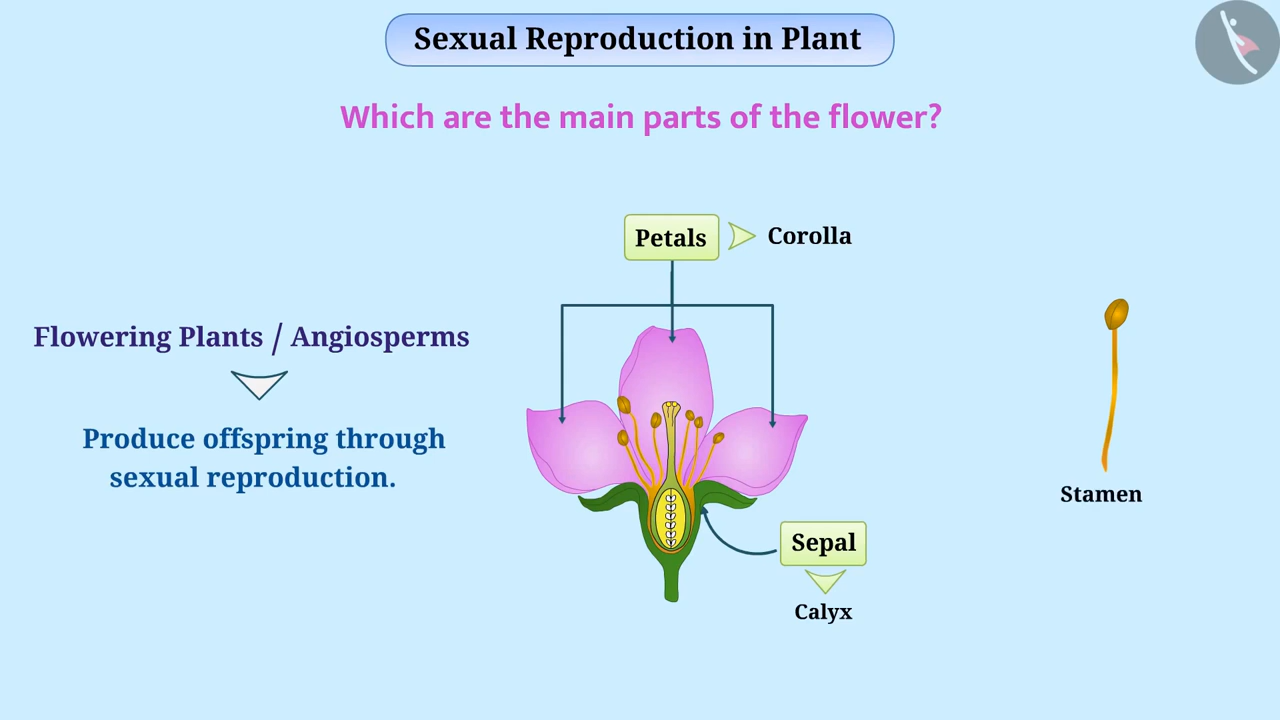 Sexual Reproduction in Plant
Which are the main parts of the flower?
Petals
Corolla
Flowering Plants / Angiosperms
Produce offspring through
sexual reproduction.
Stamen
Sepal
Calyx